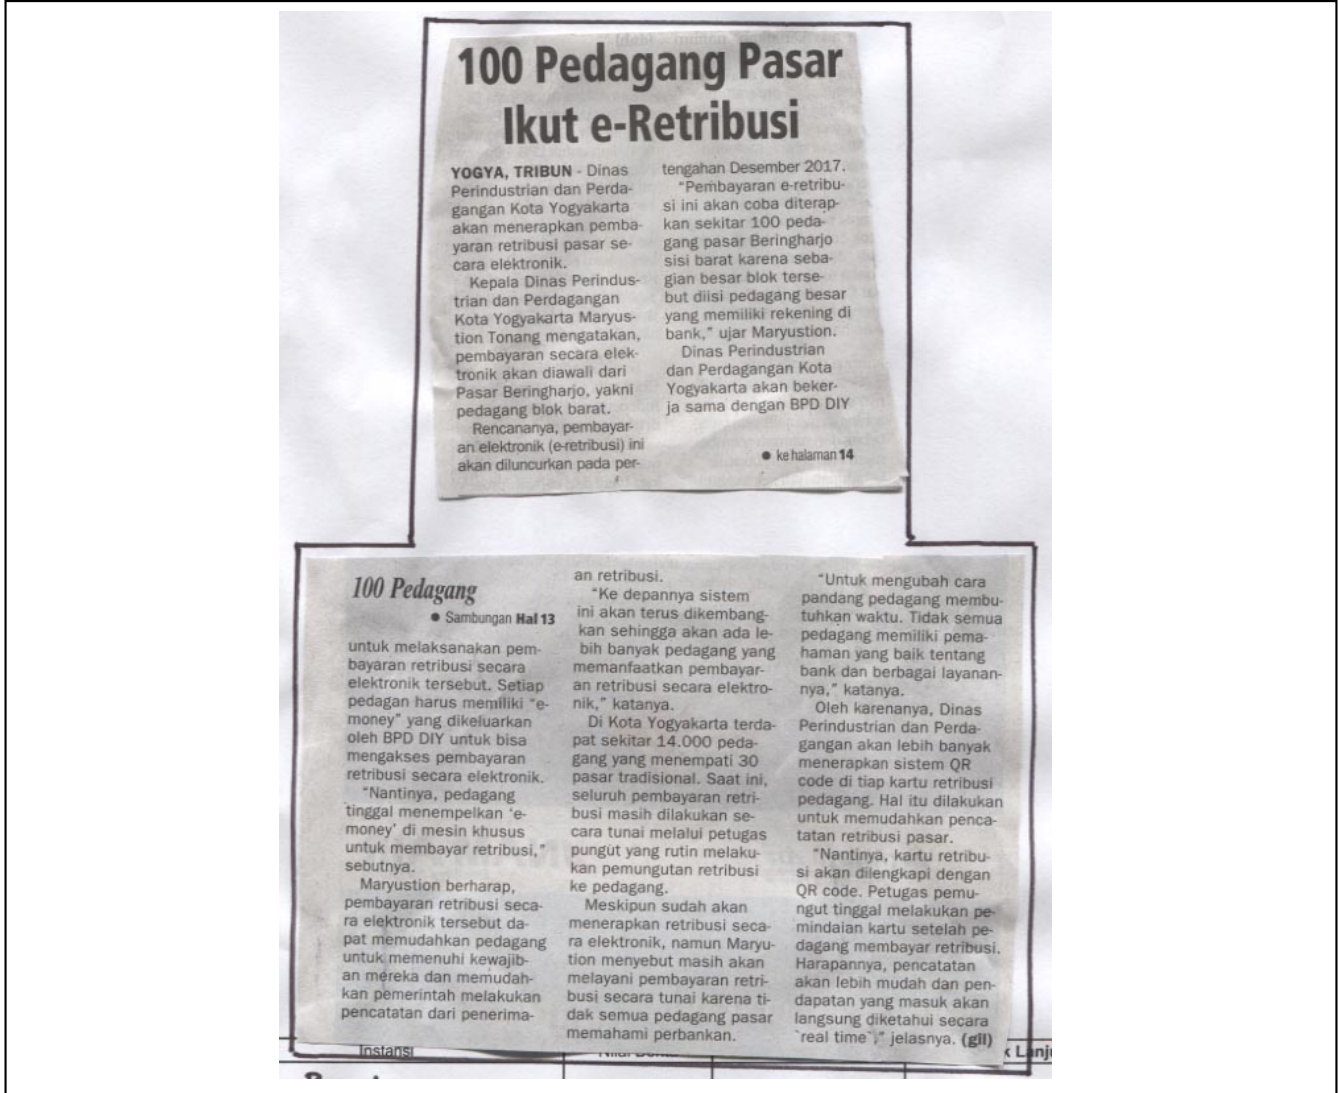 100 Pedagang Pasar
Ikut e-Retribusi
YOGYA, TRIBUN - Dinas
Perindustrian dan Perda-
gangan Kota Yogyakarta
akan menerapkan pemba-
yaran retribusi pasar se-
cara elektronik.
Kepala Dinas Perindus-
trian dan Perdagangan
Kota Yogyakarta Maryus-
tion Tonang mengatakan,
pembayaran secara elek-
tronik akan diawali dari
Pasar Beringharjo, yakni
pedagang blok barat.
Rencananya, pembayar-
an elektronik (e-retribusi) ini
akan diluncurkan pada per-
tengahan Desember 2017.
"Pembayaran e-retribu-
si ini akan coba diterap-
kan sekitar 100 peda-
gang pasar Beringharjo
sisi barat karena seba-
gian besar blok terse-
but diisi pedagang besar
yang memiliki rekening di
bank," ujar Maryustion.
Dinas Perindustrian
dan Perdagangan Kota
Yogyakarta akan beker-
ja sama dengan BPD DIY
● ke halaman 14
100 Pedagang
● Sambungan Hal 13
untuk melaksanakan pem-
bayaran retribusi secara
elektronik tersebut. Setiap
pedagan harus memiliki "e-
money" yang dikeluarkan
oleh BPD DIY untuk bisa
mengakses pembayaran
retribusi secara elektronik.
"Nantinya, pedagang
tinggal menempelkan 'e-
money' di mesin khusus
untuk membayar retribusi,"
sebutnya.
Maryustion berharap,
pembayaran retribusi seca-
ra elektronik tersebut da-
pat memudahkan pedagang
untuk memenuhi kewajib-
an mereka dan memudah-
kan pemerintah melakukan
pencatatan dari penerima-
an retribusi.
"Ke depannya sistem
ini akan terus dikembang-
kan sehingga akan ada le-
bih banyak pedagang yang
memanfaatkan pembayar-
an retribusi secara elektro-
nik," katanya.
Di Kota Yogyakarta terda-
pat sekitar 14.000 peda-
gang yang menempati 30
pasar tradisional. Saat ini,
seluruh pembayaran retri-
busi masih dilakukan se-
cara tunai melalui petugas
pungut yang rutin melaku-
kan pemungutan retribusi
ke pedagang.
Meskipun sudah akan
menerapkan retribusi seca-
ra elektronik, namun Maryu-
tion menyebut masih akan
melayani pembayaran retri-
busi secara tunai karena ti-
dak semua pedagang pasar
memahami perbankan.
"Untuk mengubah cara
pandang pedagang membu-
tuhkan waktu. Tidak semua
pedagang memiliki pema-
haman yang baik tentang
bank dan berbagai layanan-
nya," katanya.
Oleh karenanya, Dinas
Perindustrian dan Perda-
gangan akan lebih banyak
menerapkan sistem QR
code di tiap kartu retribusi
pedagang. Hal itu dilakukan
untuk memudahkan penca-
tatan retribusi pasar.
"Nantinya, kartu retribu-
si akan dilengkapi dengan
QR code. Petugas pemu-
ngut tinggal melakukan pe-
mindaian kartu setelah pe-
dagang membayar retribusi.
Harapannya, pencatatan
akan lebih mudah dan pen-
dapatan yang masuk akan
langsung diketahui secara
`real time`," jelasnya. (gil)
Instansi